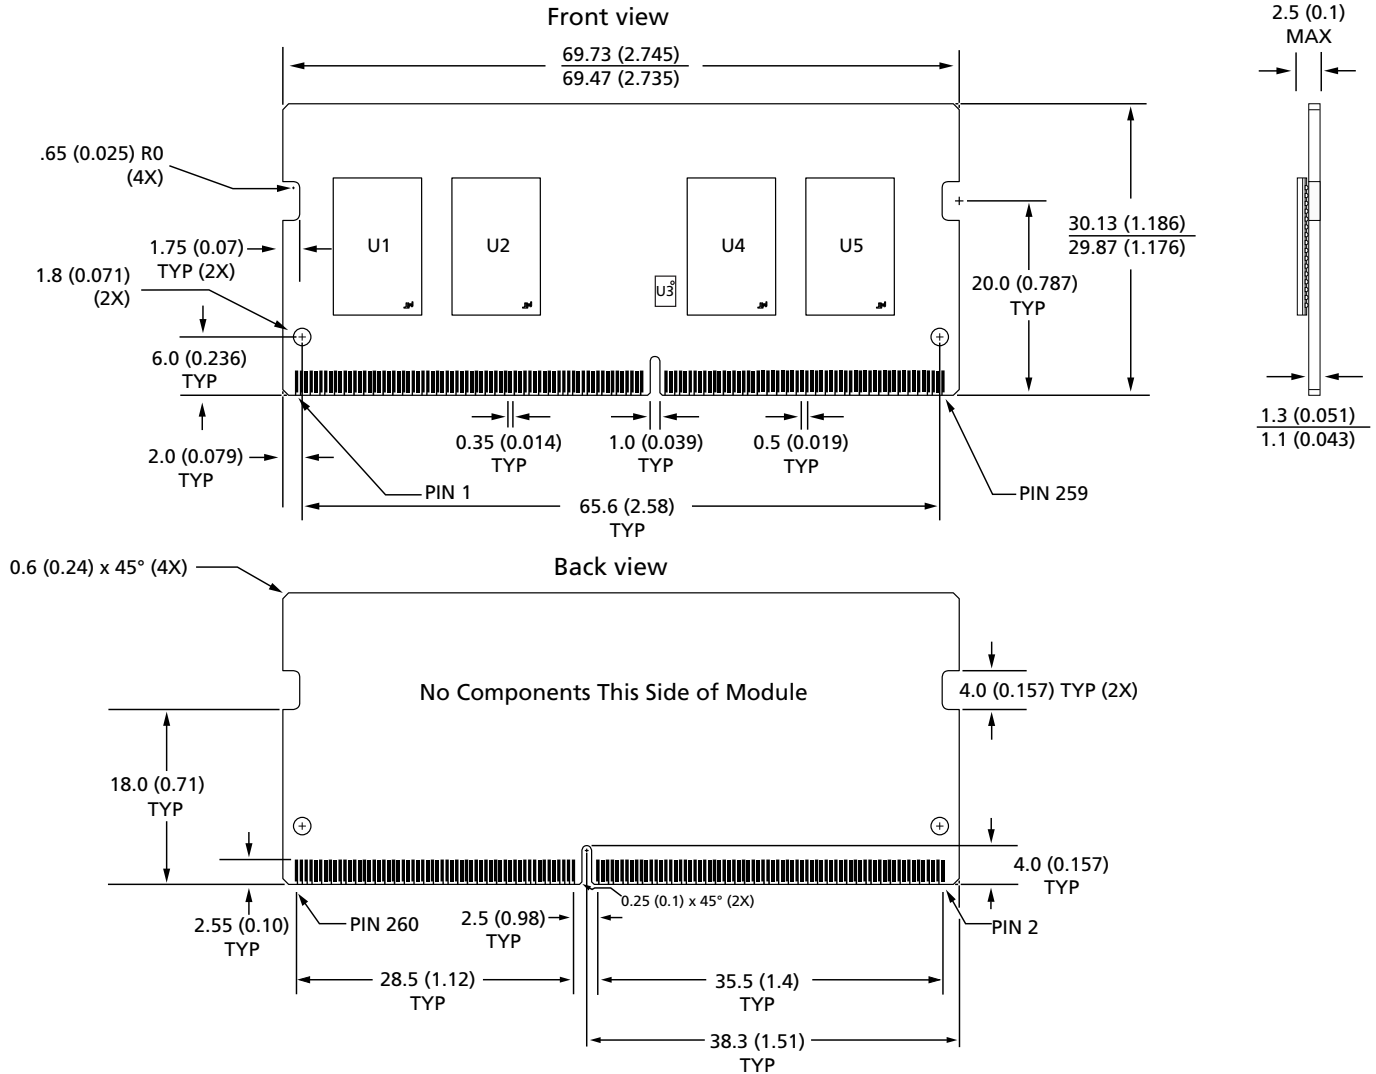 Front view
69.73 (2.745)
69.47 (2.735)
2.5 (0.1)
MAX
.65 (0.025) R0
(4X)
1.75 (0.07)
TYP (2X)
1.8 (0.071)
(2X)
6.0 (0.236)
TYP
2.0 (0.079)
TYP
U1
U2
U3
U4
U5
30.13 (1.186)
29.87 (1.176)
20.0 (0.787)
TYP
0.35 (0.014)
TYP
1.0 (0.039)
TYP
0.5 (0.019)
TYP
1.3 (0.051)
1.1 (0.043)
PIN 1
PIN 259
65.6 (2.58)
TYP
Back view
0.6 (0.24) x 45° (4X)
No Components This Side of Module
4.0 (0.157) TYP (2X)
18.0 (0.71)
TYP
4.0 (0.157)
TYP
0.25 (0.1) x 45° (2X)
2.55 (0.10)
TYP
PIN 260
2.5 (0.98)
TYP
PIN 2
28.5 (1.12)
TYP
35.5 (1.4)
TYP
38.3 (1.51)
TYP